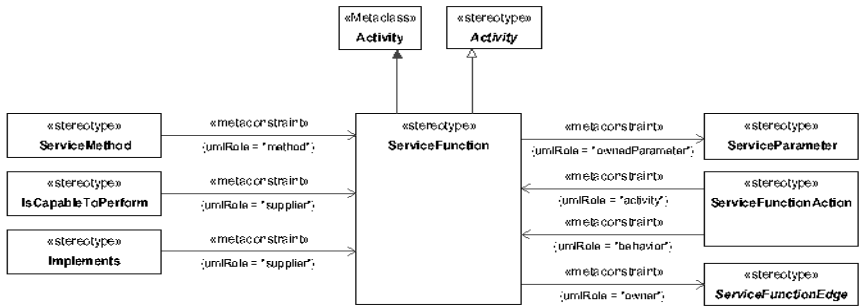 «Metaclass»
Activity
«stereotype»
Activity
«stereotype»
ServiceMethod
«metaconstraint»
{umlRole = "method"}
«stereotype»
ServiceFunction
«metaconstraint»
{umlRole = "ownedParameter"}
«stereotype»
ServiceParameter
«stereotype»
IsCapableToPerform
«metaconstraint»
{umlRole = "supplier"}
«metaconstraint»
{umlRole = "activity"}
«stereotype»
ServiceFunctionAction
«metaconstraint»
{umlRole = "behavior"}
«stereotype»
Implements
«metaconstraint»
{umlRole = "supplier"}
«metaconstraint»
{umlRole = "owner"}
«stereotype»
ServiceFunctionEdge